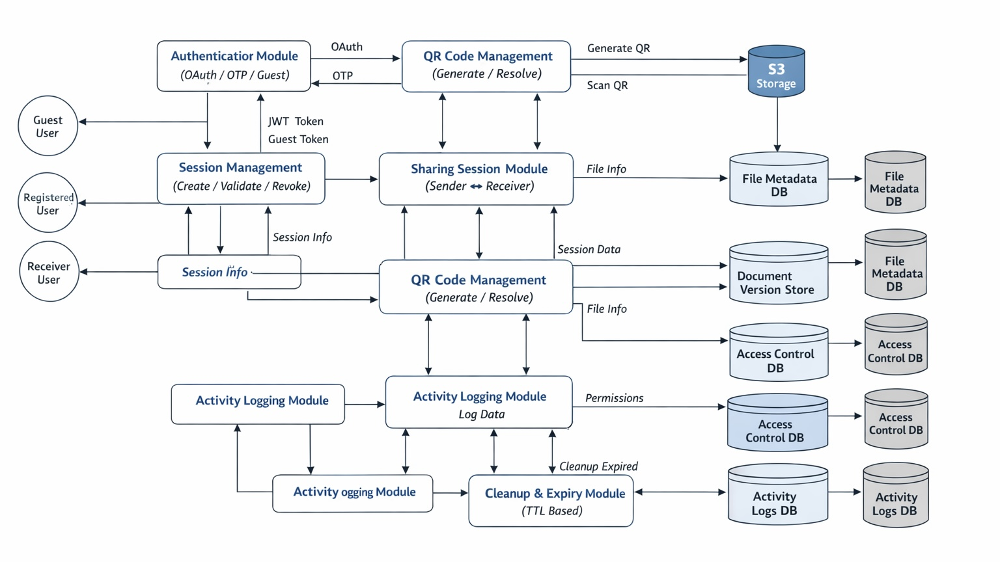 Authenticatior Module
(OAuth / OTP / Guest)
OAuth
OTP
QR Code Management
(Generate / Resolve)
Generate QR
Scan QR
S3
Storage
Guest
User
JWT Token
Guest Token
Session Management
(Create / Validate / Revoke)
Sharing Session Module
(Sender ↔ Receiver)
File Info
File Metadata
DB
File
Metadata
DB
Registered
User
Session Info
Session Data
Receiver
User
Session Info
QR Code Management
(Generate / Resolve)
Document
Version Store
File
Metadata
DB
File Info
Access Control
DB
Access
Control DB
Activity Logging Module
Activity Logging Module
Log Data
Permissions
Access
Control DB
Access
Control DB
Cleanup Expired
Activity ogging Module
Cleanup & Expiry Module
(TTL Based)
Activity
Logs DB
Activity
Logs DB